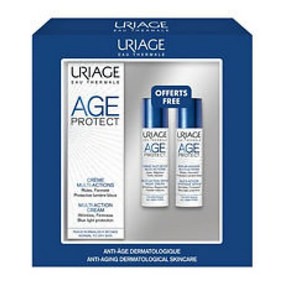 URIAGE
EAU THERMALE
URIAGE
EAU THERMALE
AGE
PROTECT
CRÈME
MULTI-ACTIONS
Rides, Fermeté
Protection lumière bleue
MULTI-ACTION
CREAM
Wrinkles, Firmness
Blue light protection
OFFERTS
FREE
URIAGE
AGE
PROTECT
URIAGE
AGE
PROTECT
ANTI-ÂGE DERMATOLOGIQUE
ANTI-AGING DERMATOLOGICAL SKINCARE